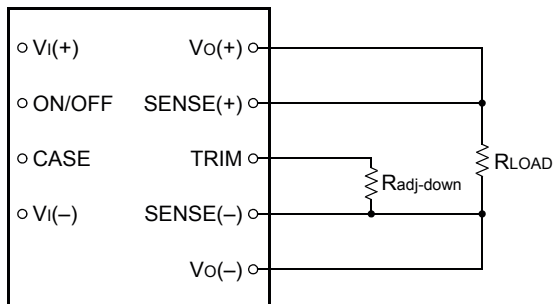 VI(+) VO(+)
ON/OFF SENSE(+)
CASE TRIM
Radj-down RLOAD
VI(–) SENSE(–)
VO(–)